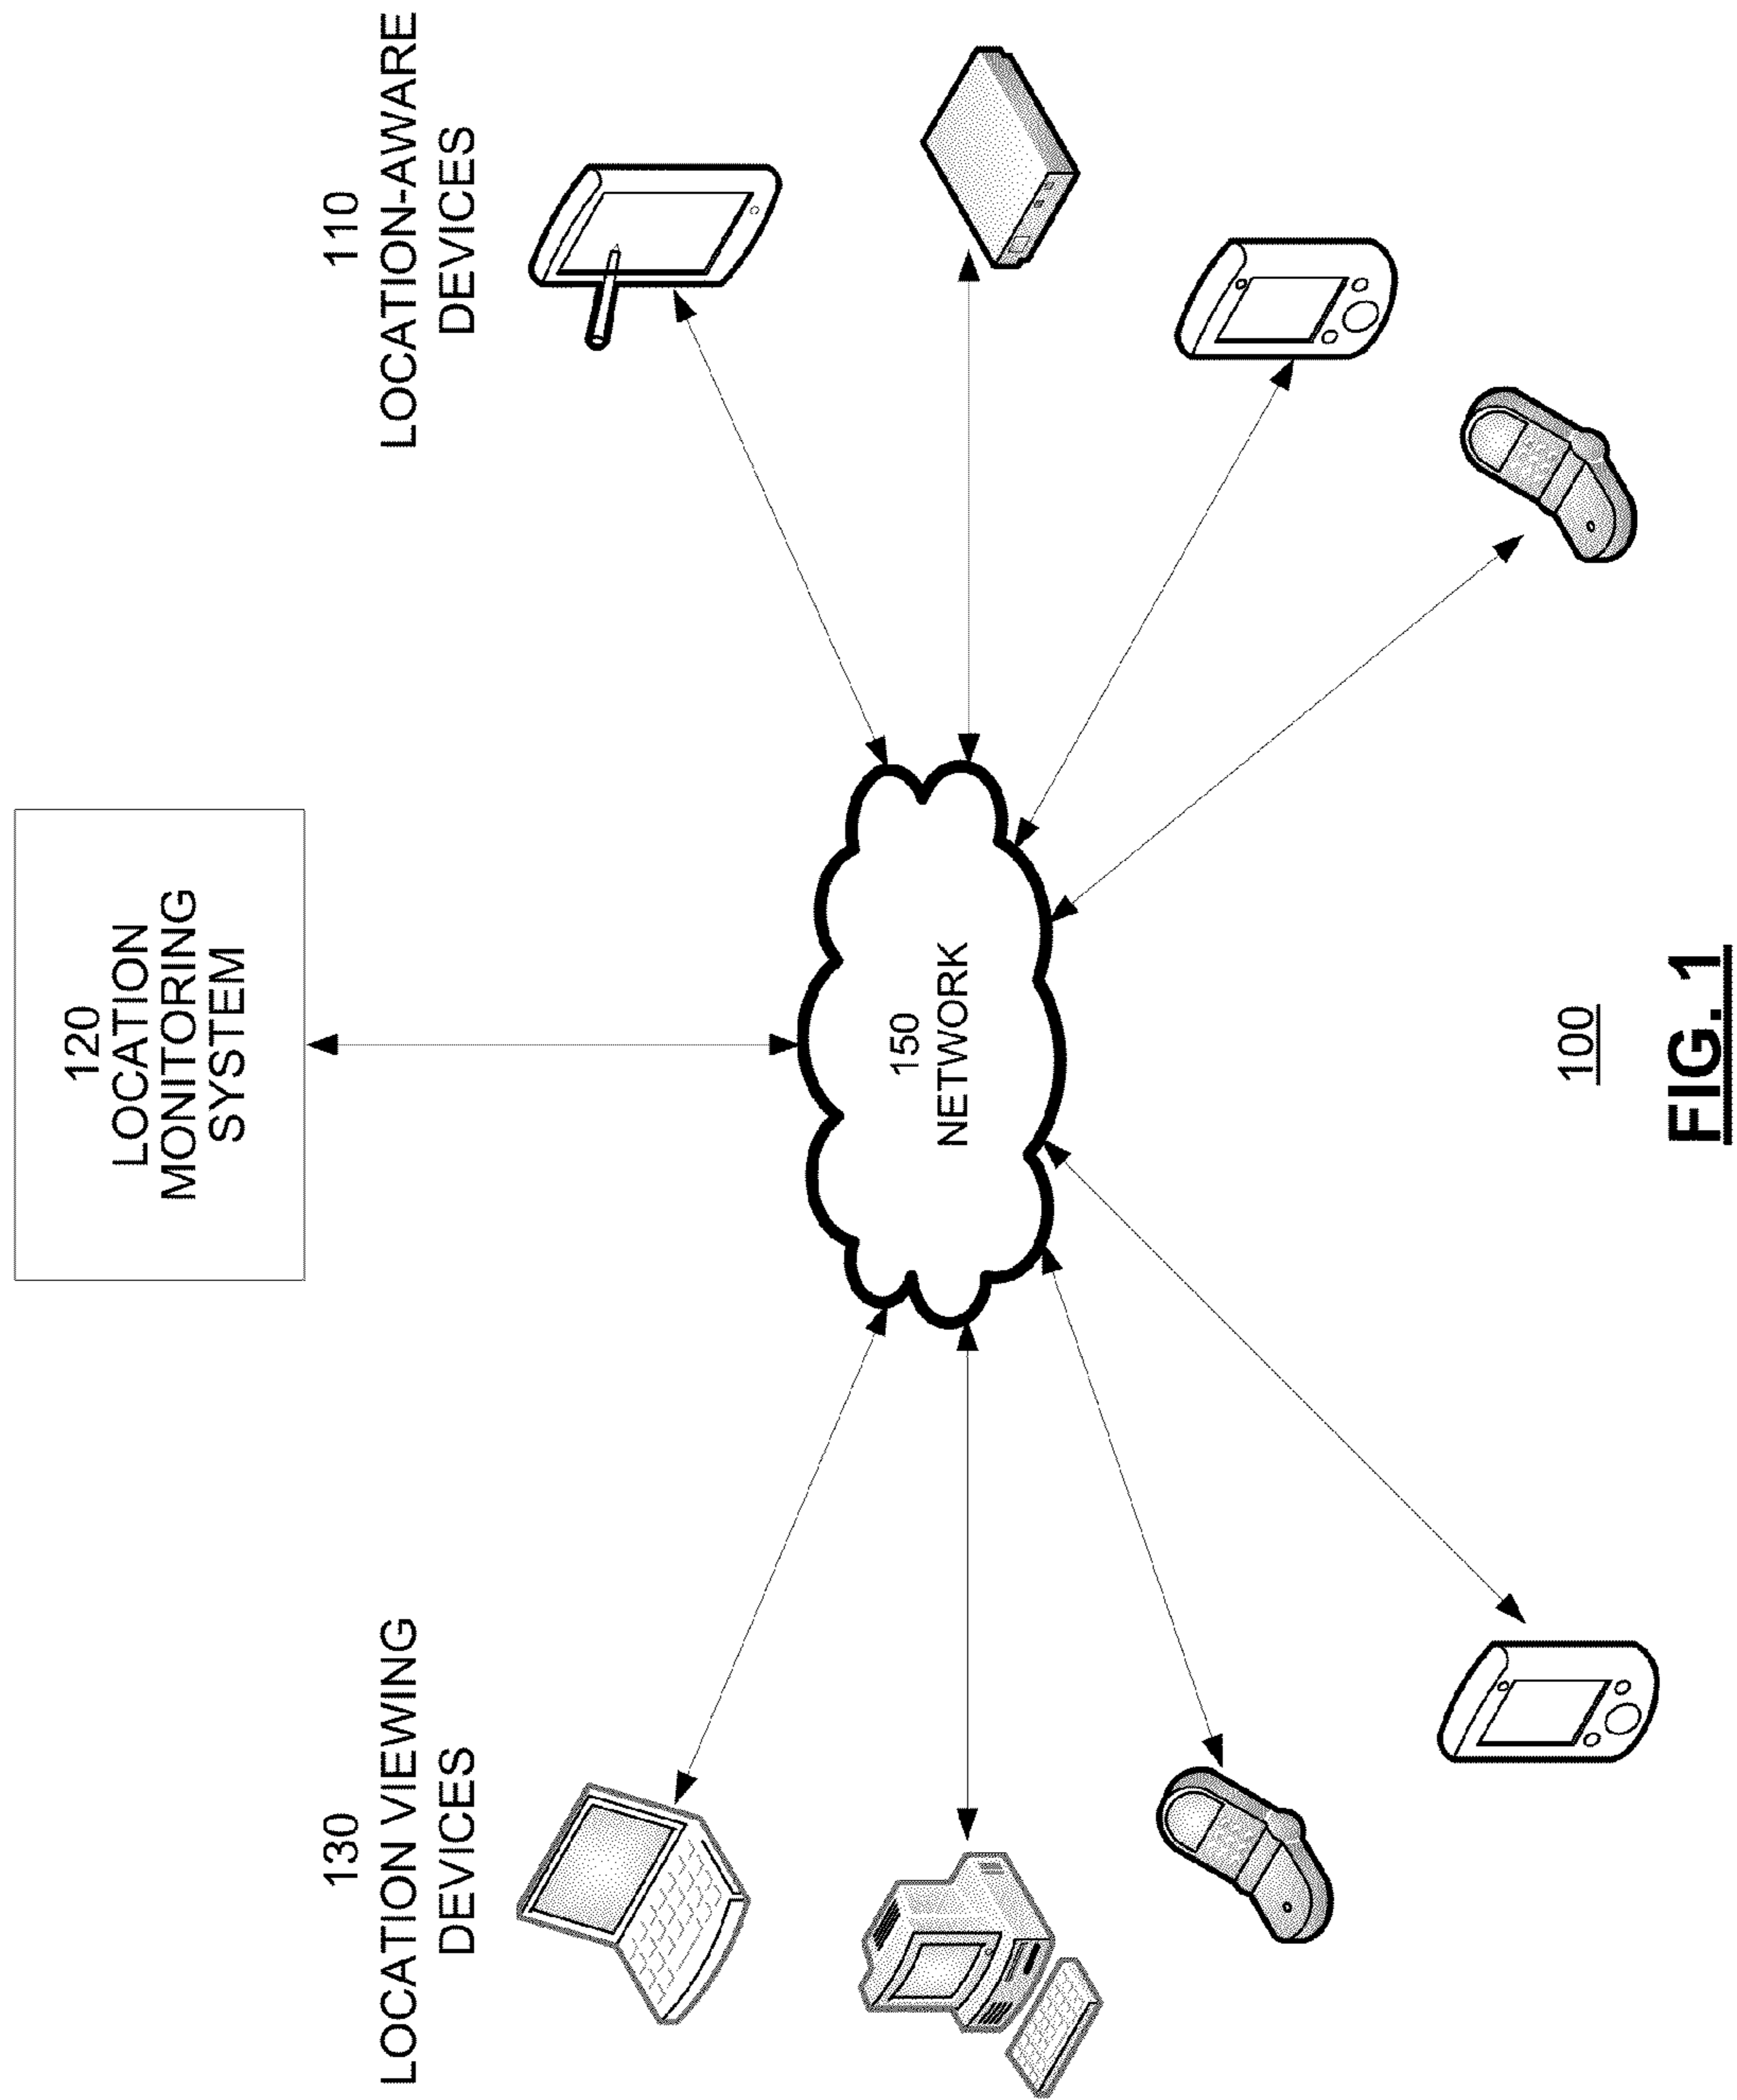 120
LOCATION
MONITORING
SYSTEM
130
LOCATION VIEWING
DEVICES
110
LOCATION-AWARE
DEVICES
150
NETWORK
100
FIG. 1